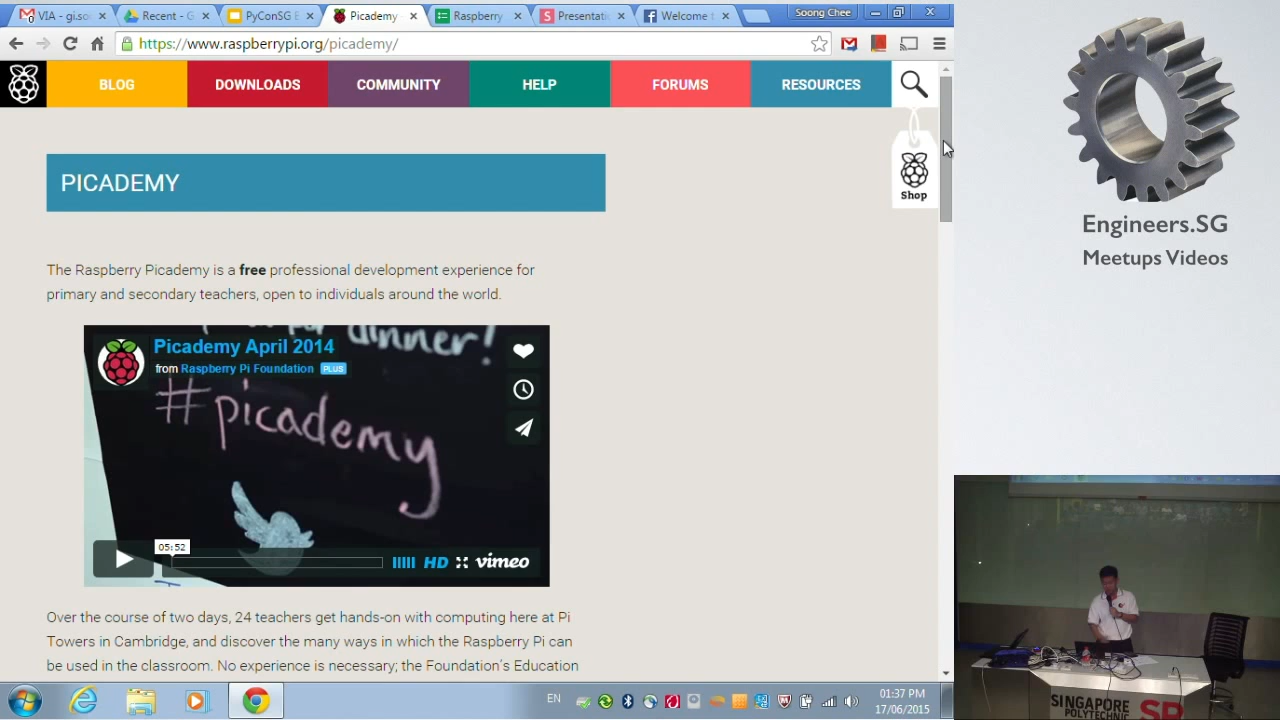 VIA - gi.so
Recent - G
PyConSG E
Picademy
Raspberry
Presentati
Welcome t
Soong Chee
https://www.raspberrypi.org/picademy/
BLOG
DOWNLOADS
COMMUNITY
HELP
FORUMS
RESOURCES
Shop
PICADEMY
The Raspberry Picademy is a free professional development experience for
primary and secondary teachers, open to individuals around the world.
for dinner!
Picademy April 2014
from Raspberry Pi Foundation PLUS
#picademy
05:52
HD
vimeo
Over the course of two days, 24 teachers get hands-on with computing here at Pi
Towers in Cambridge, and discover the many ways in which the Raspberry Pi can
be used in the classroom. No experience is necessary; the Foundation's Education
EN
01:37 PM
17/06/2015
Engineers.SG
Meetups Videos
SINGAPORE
POLYTECHNIC
SP